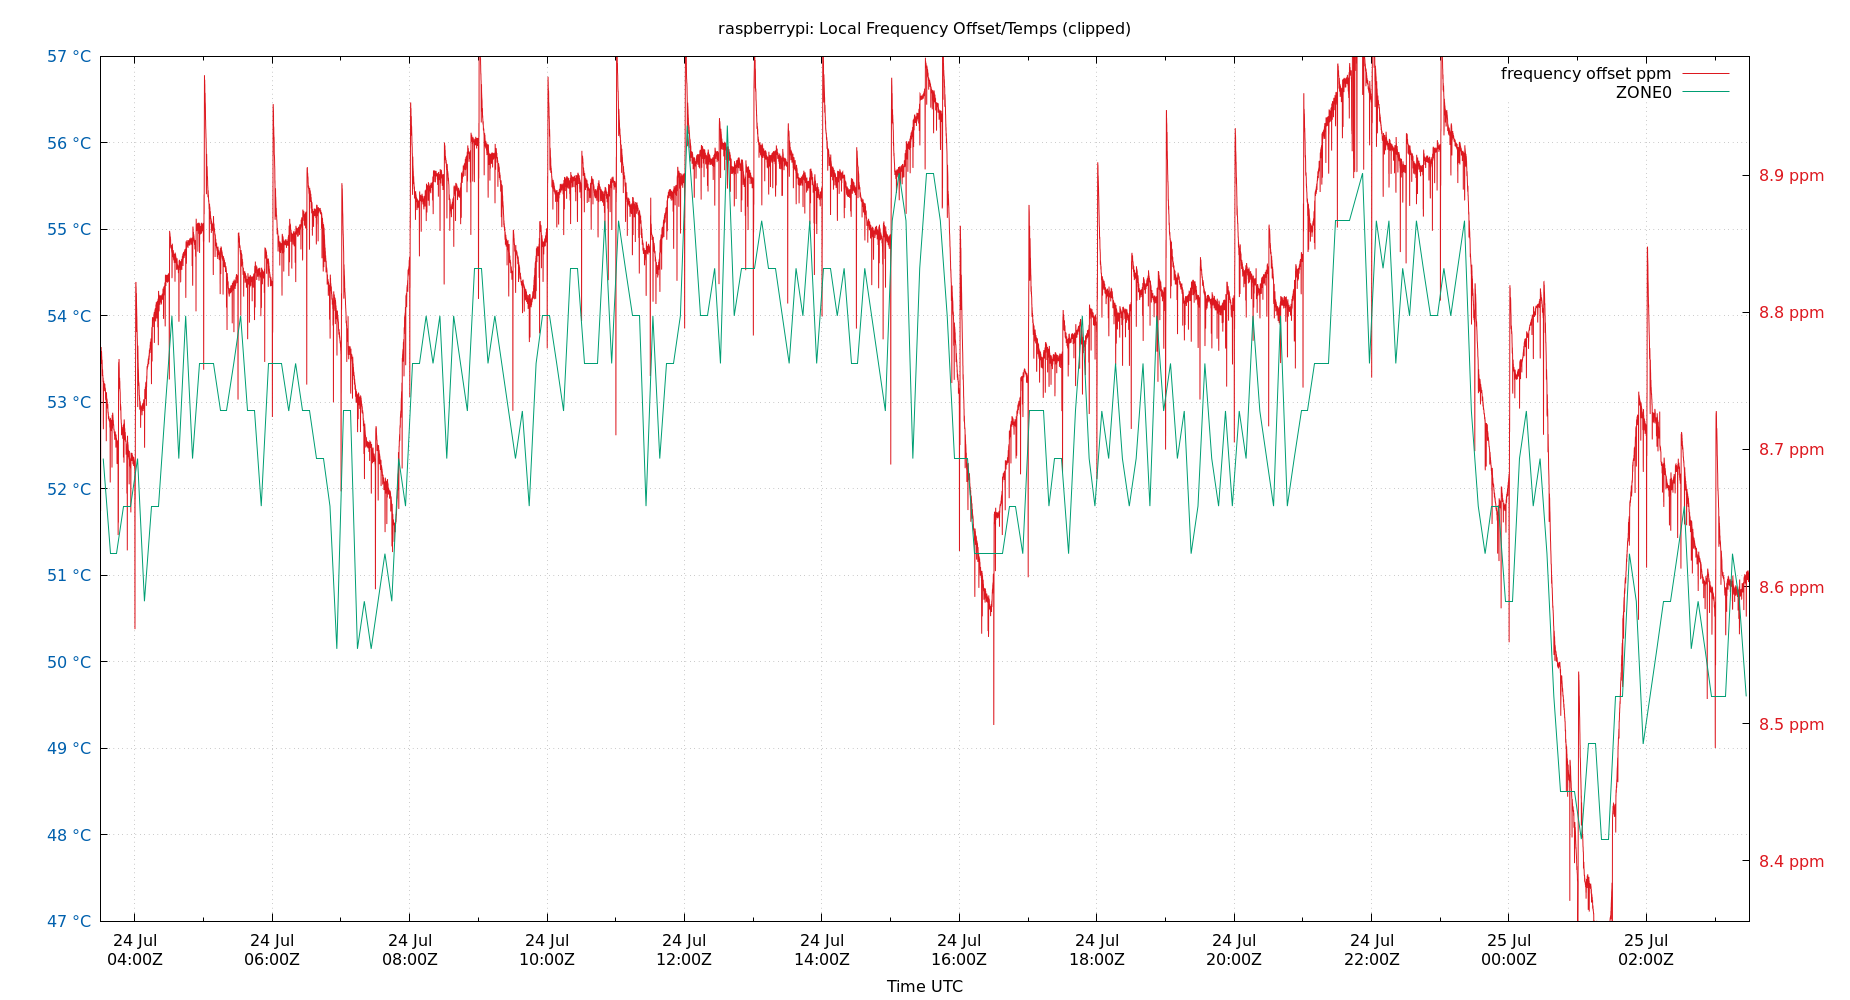 raspberrypi: Local Frequency Offset/Temps (clipped)
57 °C
56 °C
55 °C
54 °C
53 °C
52 °C
51 °C
50 °C
49 °C
48 °C
47 °C
frequency offset ppm
ZONE0
8.9 ppm
8.8 ppm
8.7 ppm
8.6 ppm
8.5 ppm
8.4 ppm
24 Jul
04:00Z
24 Jul
06:00Z
24 Jul
08:00Z
24 Jul
10:00Z
24 Jul
12:00Z
24 Jul
14:00Z
24 Jul
16:00Z
24 Jul
18:00Z
24 Jul
20:00Z
24 Jul
22:00Z
25 Jul
00:00Z
25 Jul
02:00Z
Time UTC